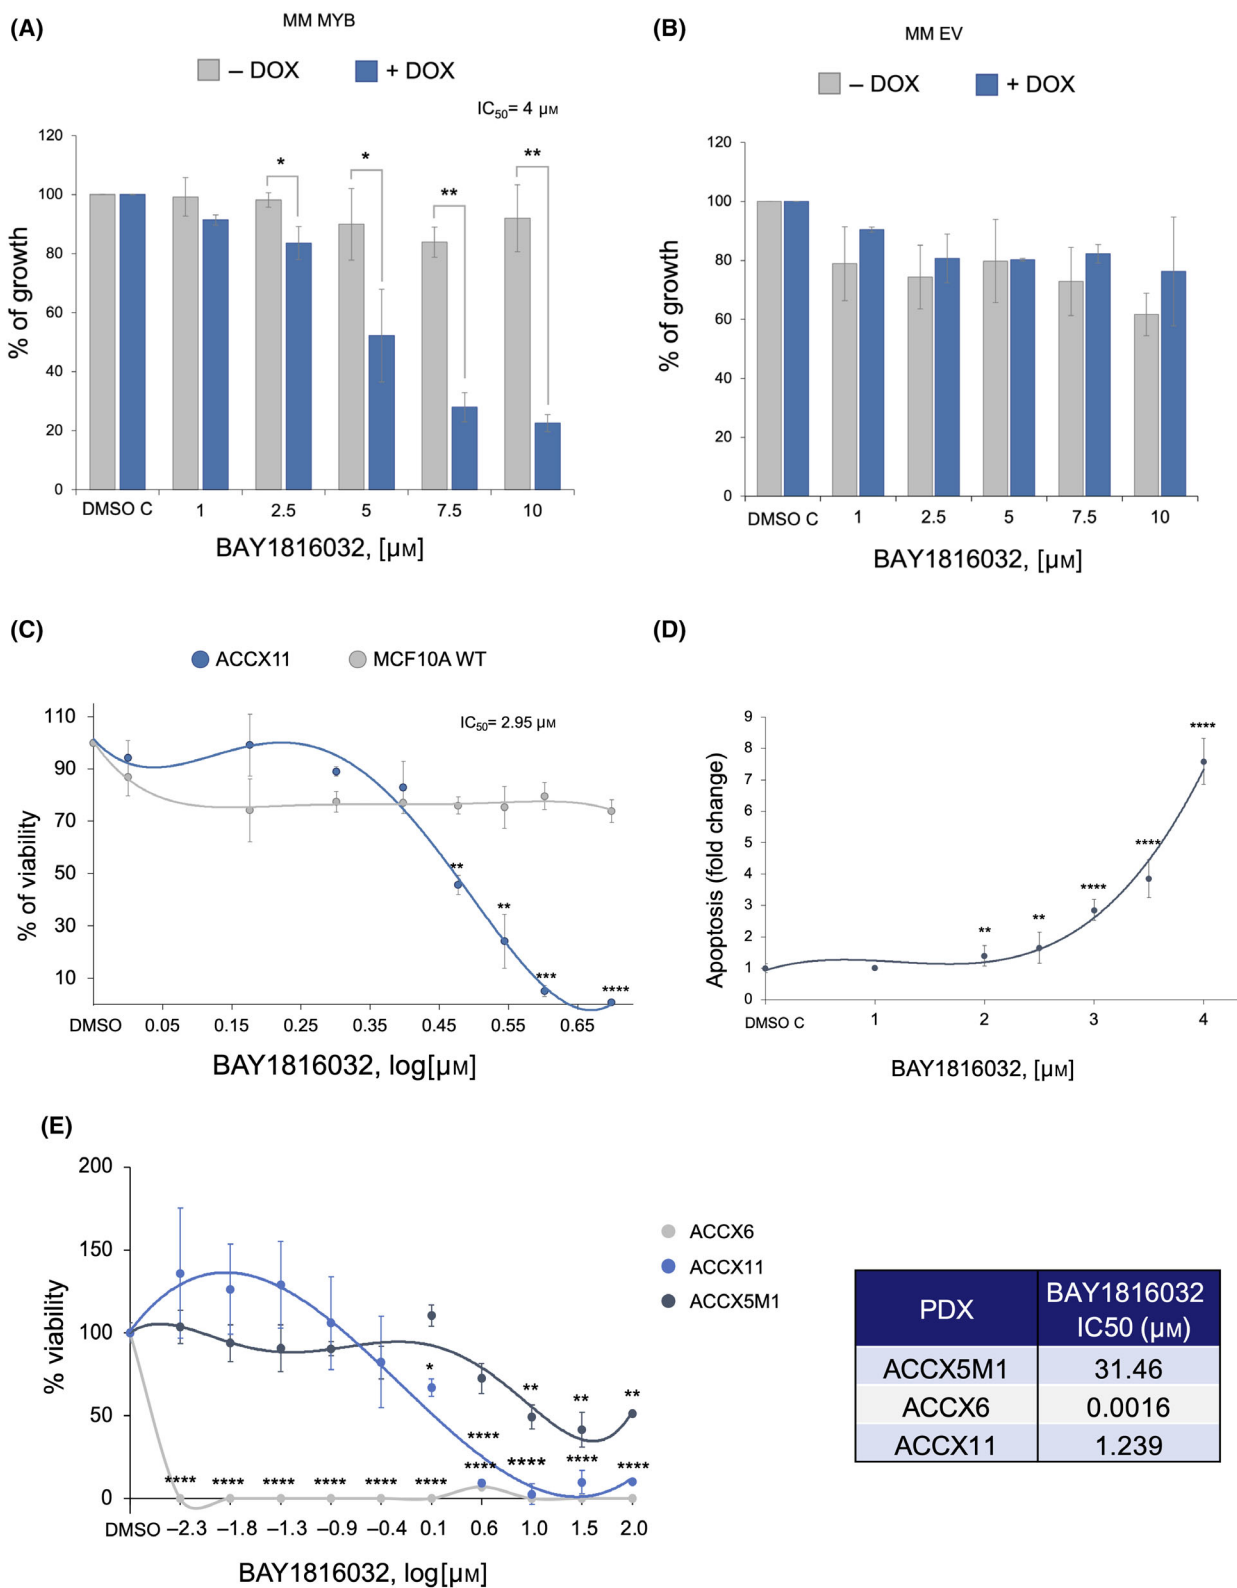 (A)
MM MYB
– DOX
+ DOX
IC50= 4 μM
120
100
80
60
40
20
0
% of growth
*
*
**
**
DMSO C 1 2.5 5 7.5 10
BAY1816032, [μM]
(B)
MM EV
– DOX
+ DOX
120
100
80
60
40
20
0
% of growth
DMSO C 1 2.5 5 7.5 10
BAY1816032, [μM]
(C)
ACCX11
MCF10A WT
IC50= 2.95 μM
110
90
70
50
30
10
% of viability
**
**
***
****
DMSO 0.05 0.15 0.25 0.35 0.45 0.55 0.65
BAY1816032, log[μM]
(D)
9
8
7
6
5
4
3
2
1
0
Apoptosis (fold change)
**
**
****
****
****
DMSO C 1 2 3 4
BAY1816032, [μM]
(E)
200
150
100
50
0
% viability
ACCX6
ACCX11
ACCX5M1
*
** ** **
****
**** **** **** ****
**** **** **** **** **** ****
DMSO –2.3 –1.8 –1.3 –0.9 –0.4 0.1 0.6 1.0 1.5 2.0
BAY1816032, log[μM]
PDX
BAY1816032
IC50 (μM)
ACCX5M1 31.46
ACCX6 0.0016
ACCX11 1.239